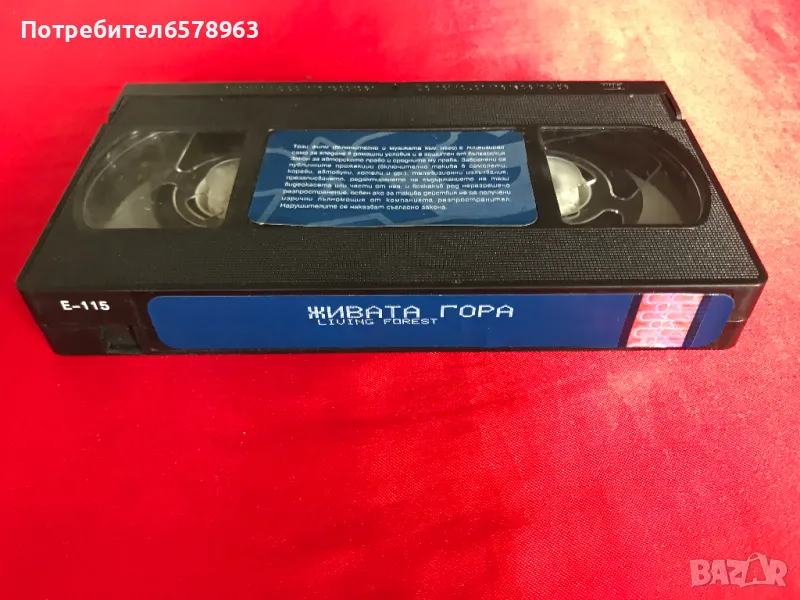 Потребител6578963
Този филм (включително и музиката към него) е лицензиран
само за гледане в домашни условия и е защитен от българския
Закон за авторското право и сродните му права. Забранени са
публичните прожекции (включително такива в самолети,
кораби, автобуси, хотели и др.), телевизионни излъчвания,
презаписването, редактирането на съдържанието на тази
видеокасета или части от нея, и всякакъв род неразрешено
разпространение, освен ако за такива действия не са получени
изрични пълномощия от компанията разпространител.
Нарушителите се наказват съгласно закона.
E-115
ЖИВАТА ГОРА
LIVING FOREST
BAZAR